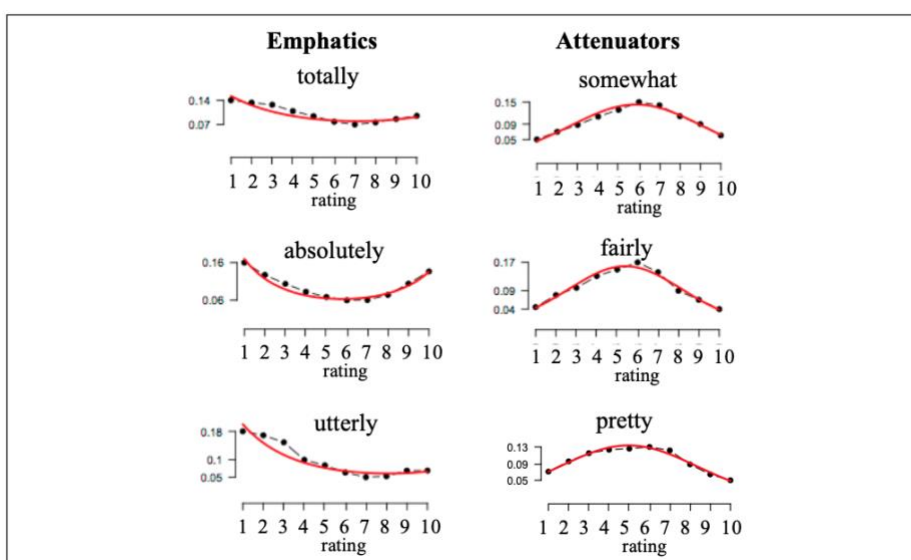 Emphatics
totally
0.14
0.07
1 2 3 4 5 6 7 8 9 10
rating
absolutely
0.16
0.06
1 2 3 4 5 6 7 8 9 10
rating
utterly
0.18
0.1
0.05
1 2 3 4 5 6 7 8 9 10
rating
Attenuators
somewhat
0.15
0.09
0.05
1 2 3 4 5 6 7 8 9 10
rating
fairly
0.17
0.09
0.04
1 2 3 4 5 6 7 8 9 10
rating
pretty
0.13
0.09
0.05
1 2 3 4 5 6 7 8 9 10
rating